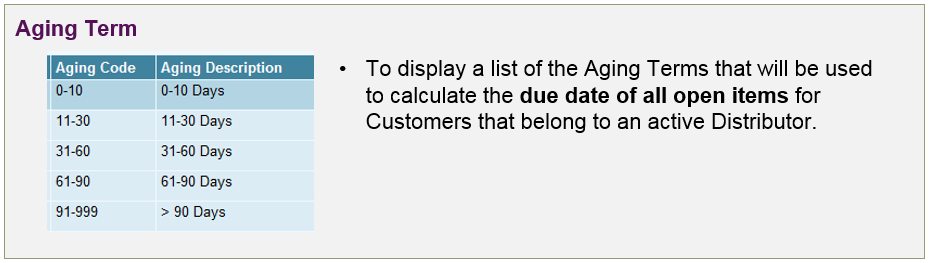 Aging Term
Aging Code Aging Description
0-10 0-10 Days
11-30 11-30 Days
31-60 31-60 Days
61-90 61-90 Days
91-999 > 90 Days
• To display a list of the Aging Terms that will be used
to calculate the due date of all open items for
Customers that belong to an active Distributor.